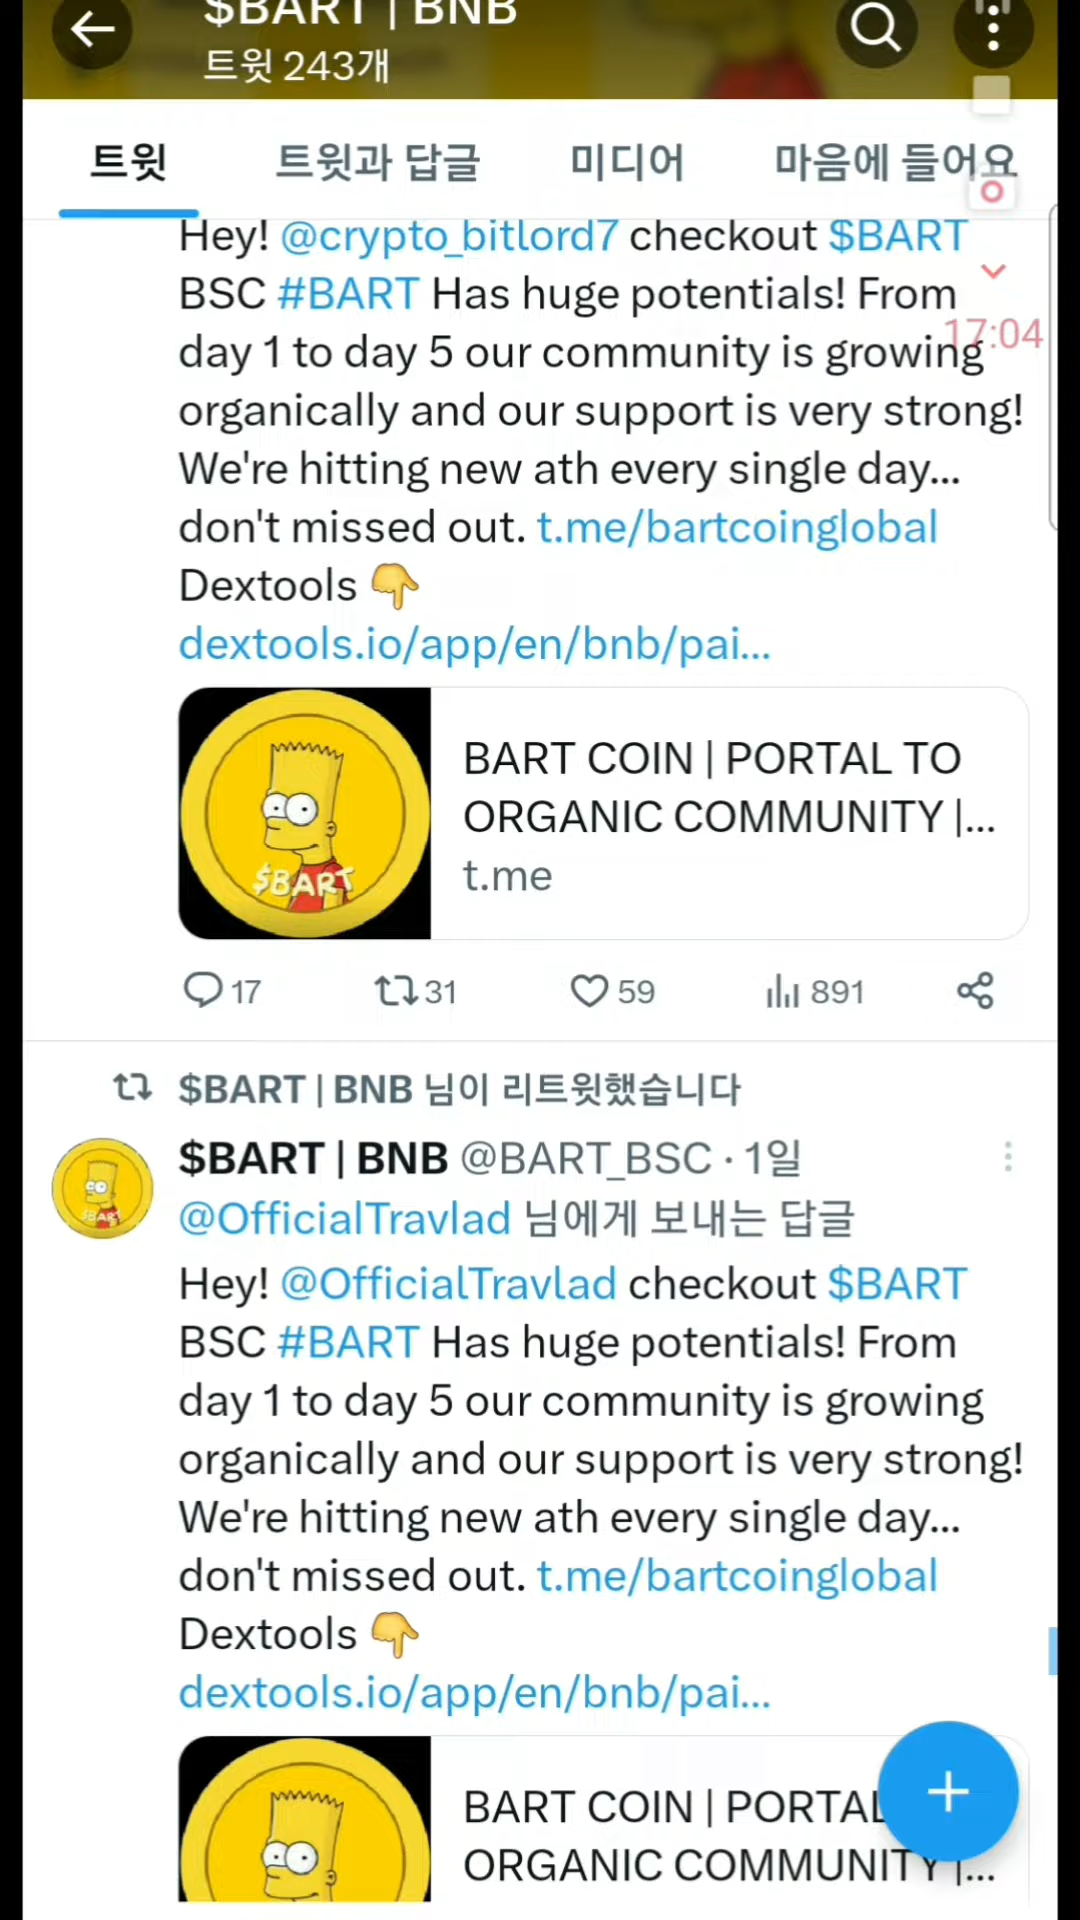 $BART | BNB
트윗 243개
트윗 트윗과 답글 미디어 마음에 들어요
Hey! @crypto_bitlord7 checkout $BART
BSC #BART Has huge potentials! From
17:04
day 1 to day 5 our community is growing
organically and our support is very strong!
We're hitting new ath every single day...
don't missed out. t.me/bartcoinglobal
Dextools 👇
dextools.io/app/en/bnb/pai...
$BART
BART COIN | PORTAL TO
ORGANIC COMMUNITY |...
t.me
17 31 59 891
$BART | BNB 님이 리트윗했습니다
$BART | BNB @BART_BSC · 1일
$BART
@OfficialTravlad 님에게 보내는 답글
Hey! @OfficialTravlad checkout $BART
BSC #BART Has huge potentials! From
day 1 to day 5 our community is growing
organically and our support is very strong!
We're hitting new ath every single day...
don't missed out. t.me/bartcoinglobal
Dextools 👇
dextools.io/app/en/bnb/pai...
BART COIN | PORTAL
ORGANIC COMMUNITY |...